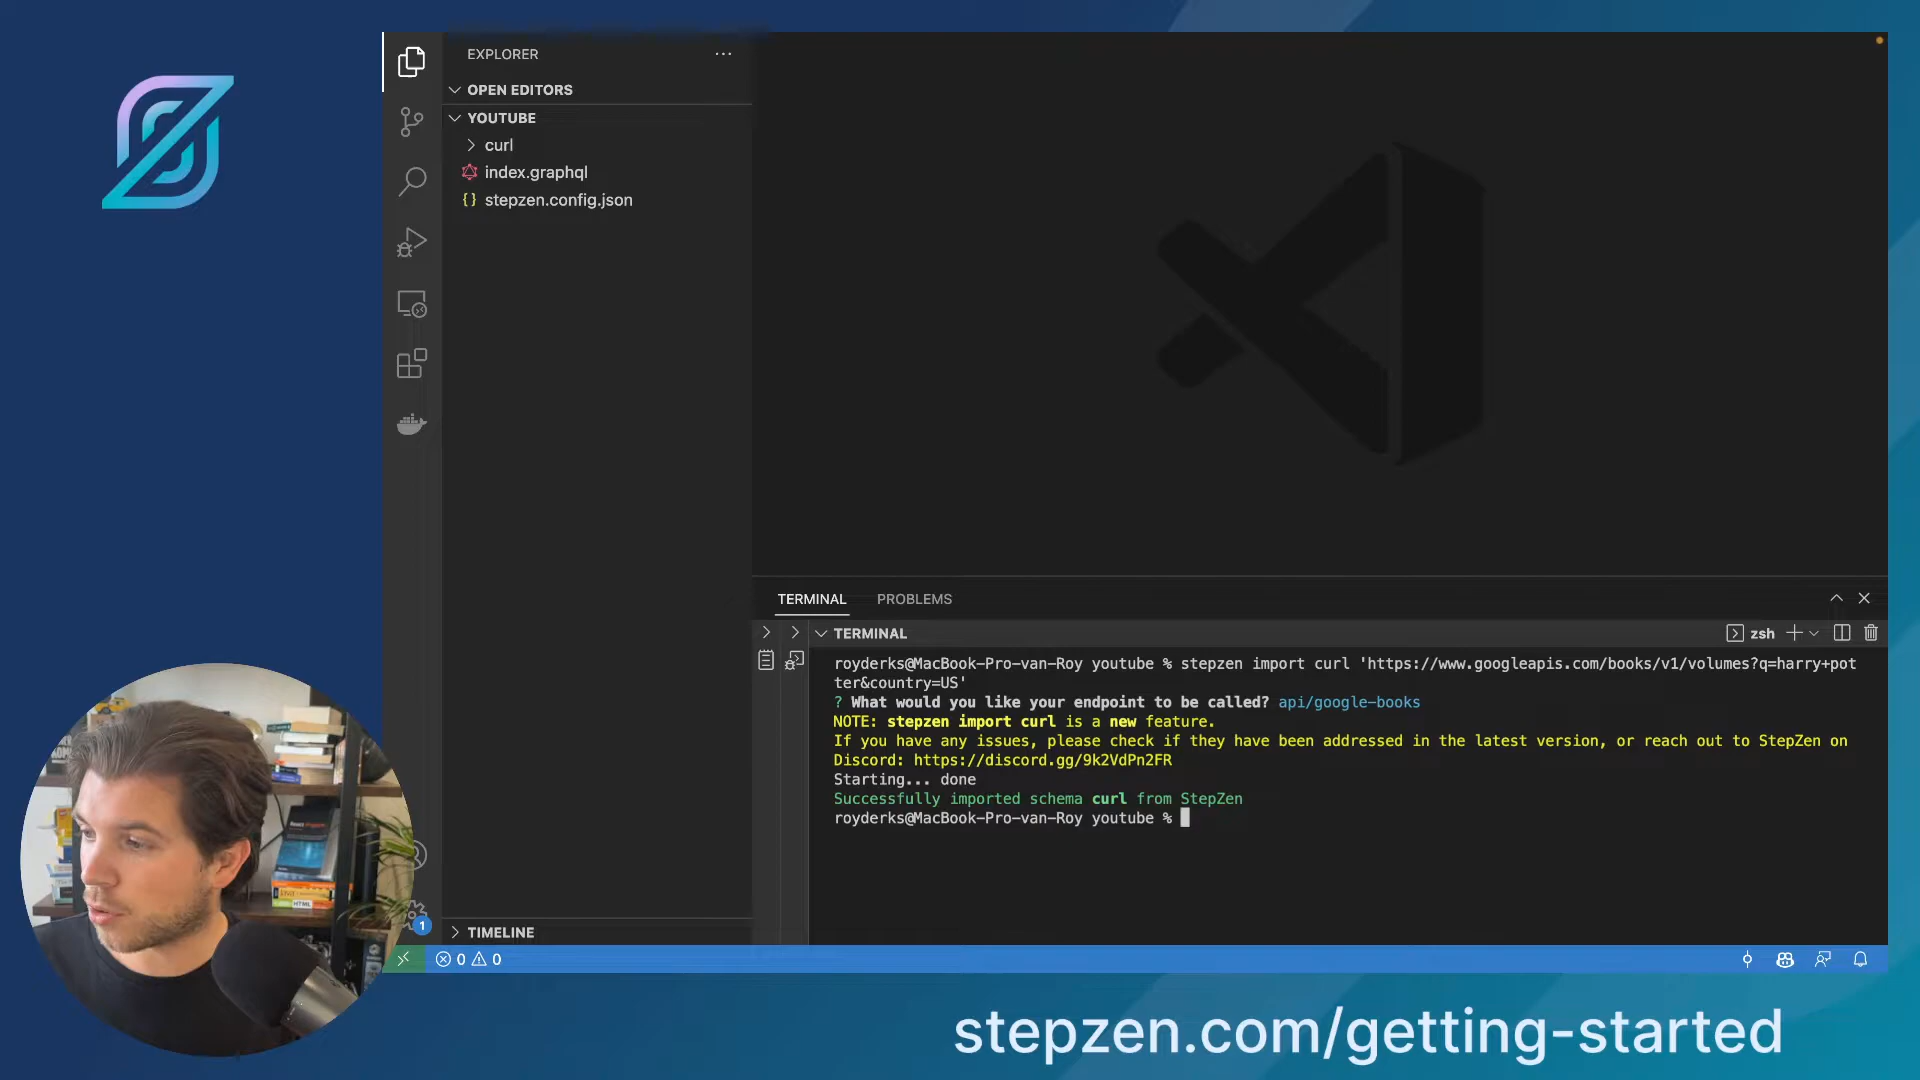 EXPLORER
OPEN EDITORS
YOUTUBE
curl
index.graphql
{} stepzen.config.json
TIMELINE
TERMINAL PROBLEMS
TERMINAL
zsh
royderks@MacBook-Pro-van-Roy youtube % stepzen import curl 'https://www.googleapis.com/books/v1/volumes?q=harry+pot
ter&country=US'
? What would you like your endpoint to be called? api/google-books
NOTE: stepzen import curl is a new feature.
If you have any issues, please check if they have been addressed in the latest version, or reach out to StepZen on
Discord: https://discord.gg/9k2VdPn2FR
Starting... done
Successfully imported schema curl from StepZen
royderks@MacBook-Pro-van-Roy youtube %
1
0 0
HTML
stepzen.com/getting-started